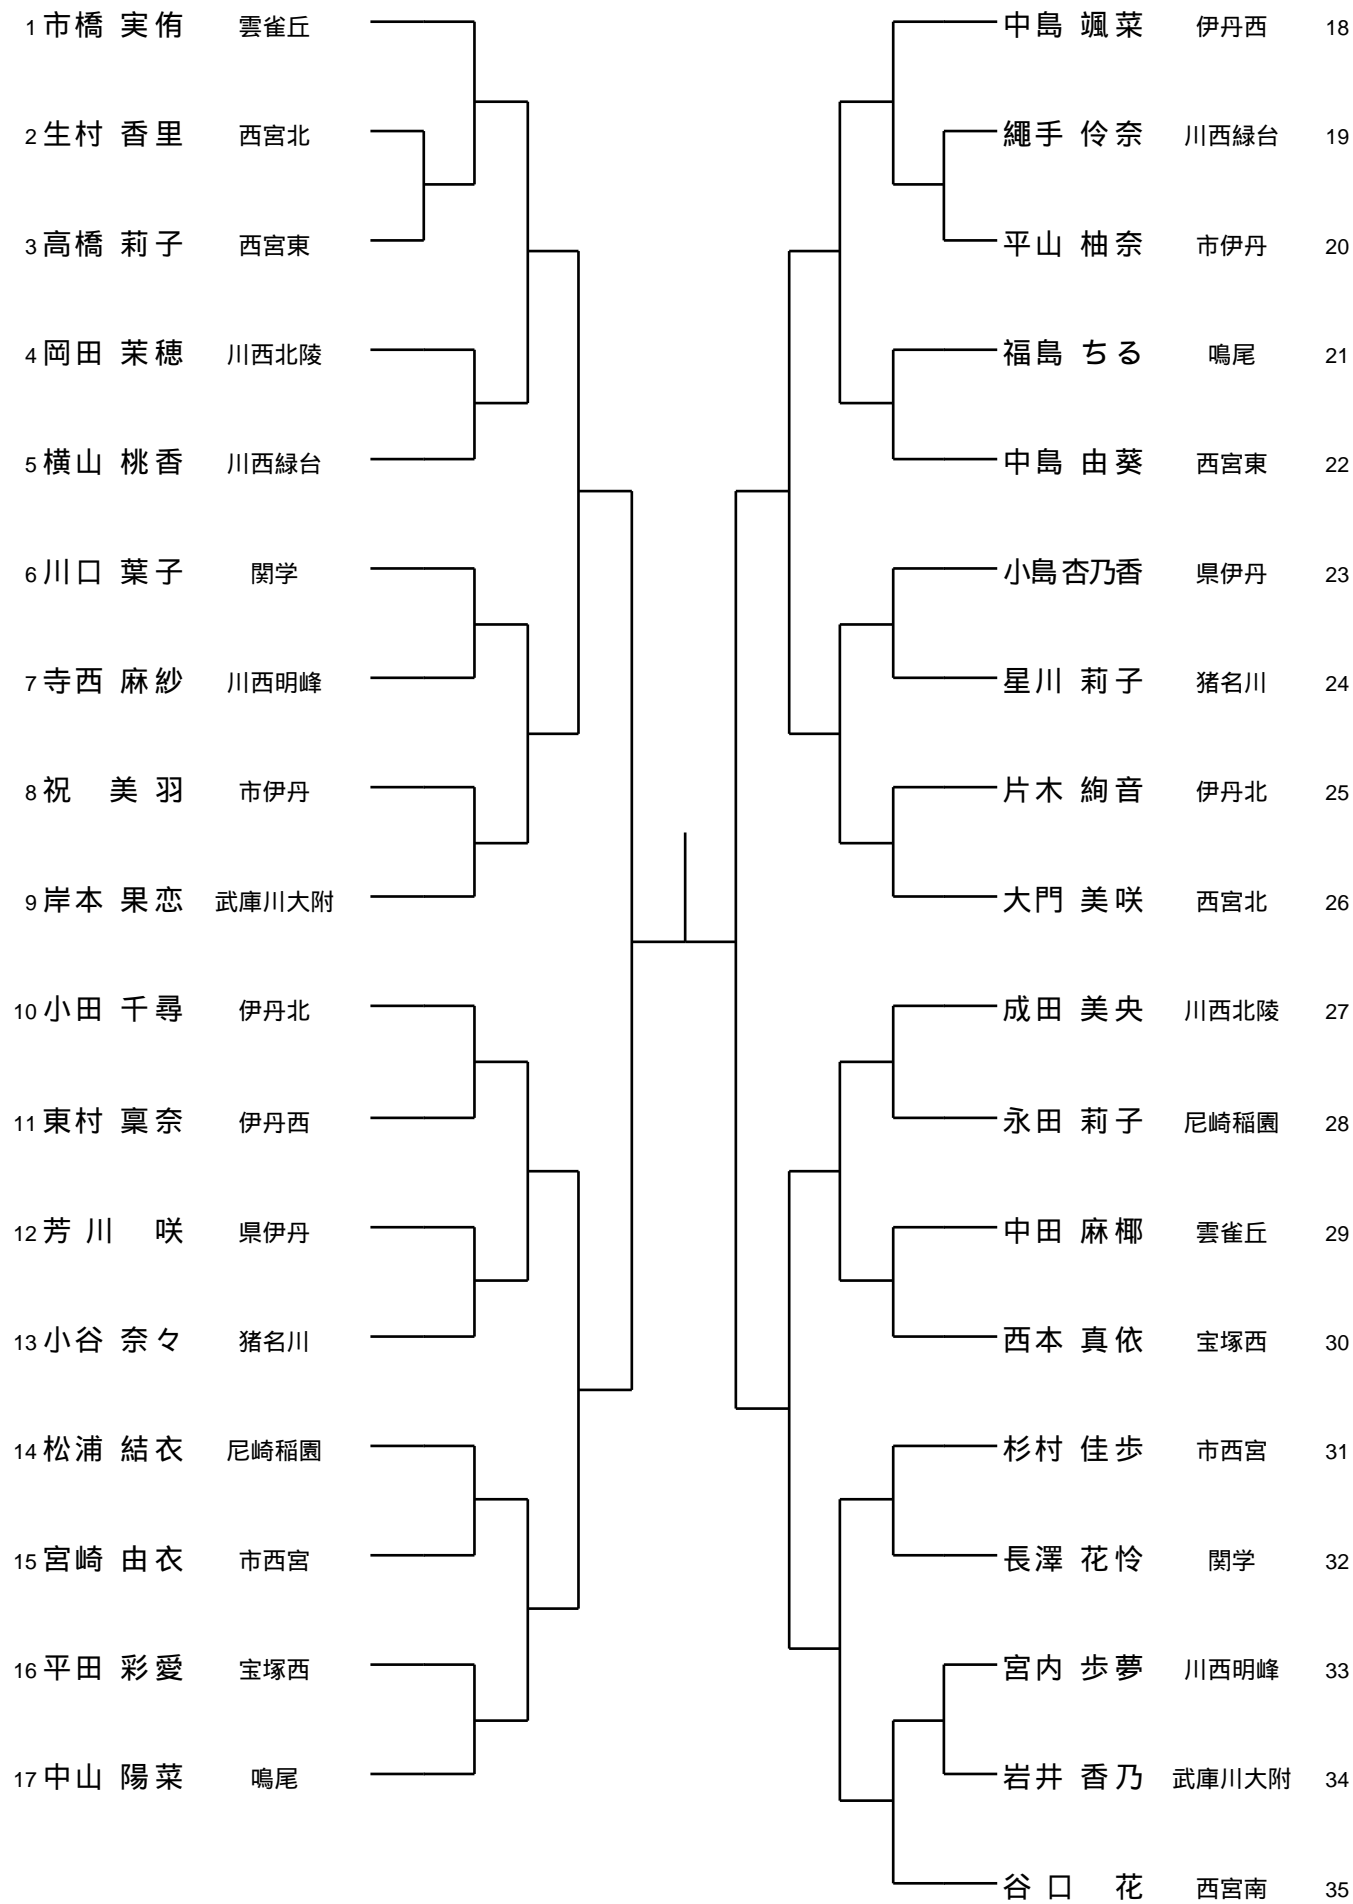 1 市橋 実侑 雲雀丘
2 生村 香里 西宮北
3 高橋 莉子 西宮東
4 岡田 茉穂 川西北陵
5 横山 桃香 川西緑台
6 川口 葉子 関学
7 寺西 麻紗 川西明峰
8 祝 美羽 市伊丹
9 岸本 果恋 武庫川大附
10 小田 千尋 伊丹北
11 東村 稟奈 伊丹西
12 芳川 咲 県伊丹
13 小谷 奈々 猪名川
14 松浦 結衣 尼崎稲園
15 宮崎 由衣 市西宮
16 平田 彩愛 宝塚西
17 中山 陽菜 鳴尾
中島 颯菜 伊丹西 18
繩手 伶奈 川西緑台 19
平山 柚奈 市伊丹 20
福島 ちる 鳴尾 21
中島 由葵 西宮東 22
小島 杏乃香 県伊丹 23
星川 莉子 猪名川 24
片木 絢音 伊丹北 25
大門 美咲 西宮北 26
成田 美央 川西北陵 27
永田 莉子 尼崎稲園 28
中田 麻椰 雲雀丘 29
西本 真依 宝塚西 30
杉村 佳歩 市西宮 31
長澤 花怜 関学 32
宮内 歩夢 川西明峰 33
岩井 香乃 武庫川大附 34
谷口 花 西宮南 35